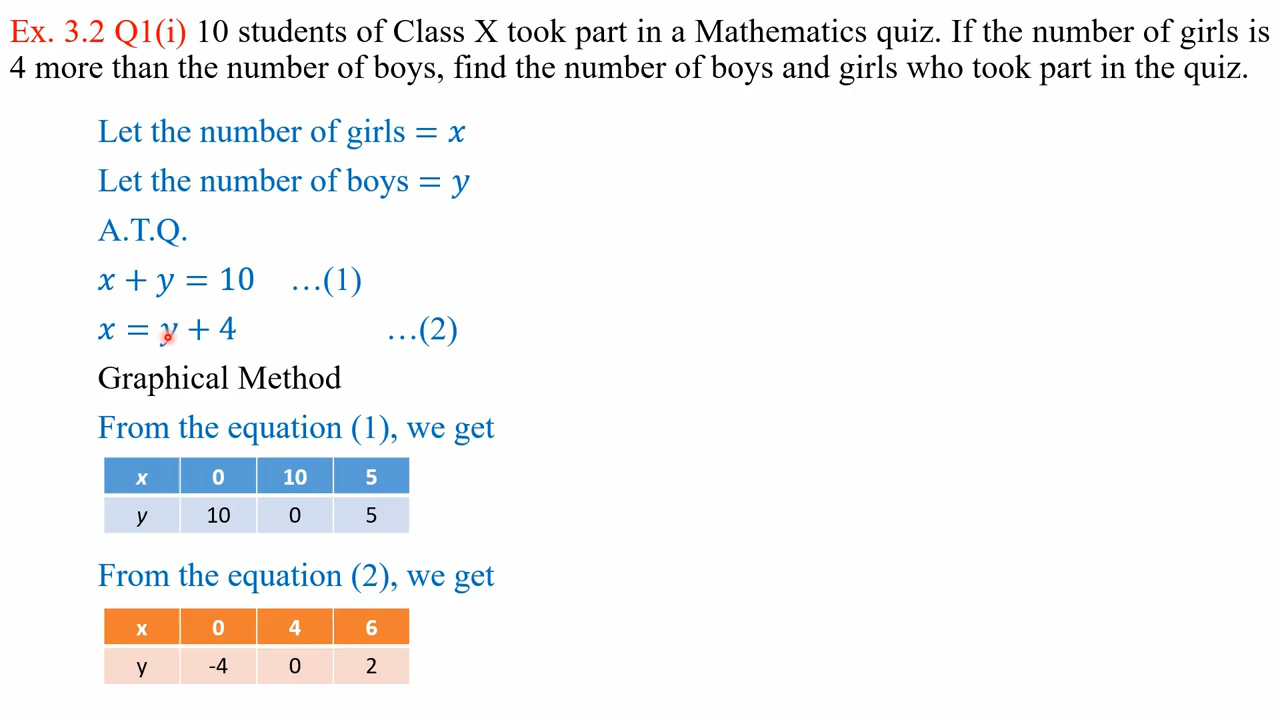 Ex. 3.2 Q1(i) 10 students of Class X took part in a Mathematics quiz. If the number of girls is
4 more than the number of boys, find the number of boys and girls who took part in the quiz.
Let the number of girls = x
Let the number of boys = y
A.T.Q.
x + y = 10 …(1)
x = y + 4 …(2)
Graphical Method
From the equation (1), we get
x 0 10 5
y 10 0 5
From the equation (2), we get
x 0 4 6
y -4 0 2